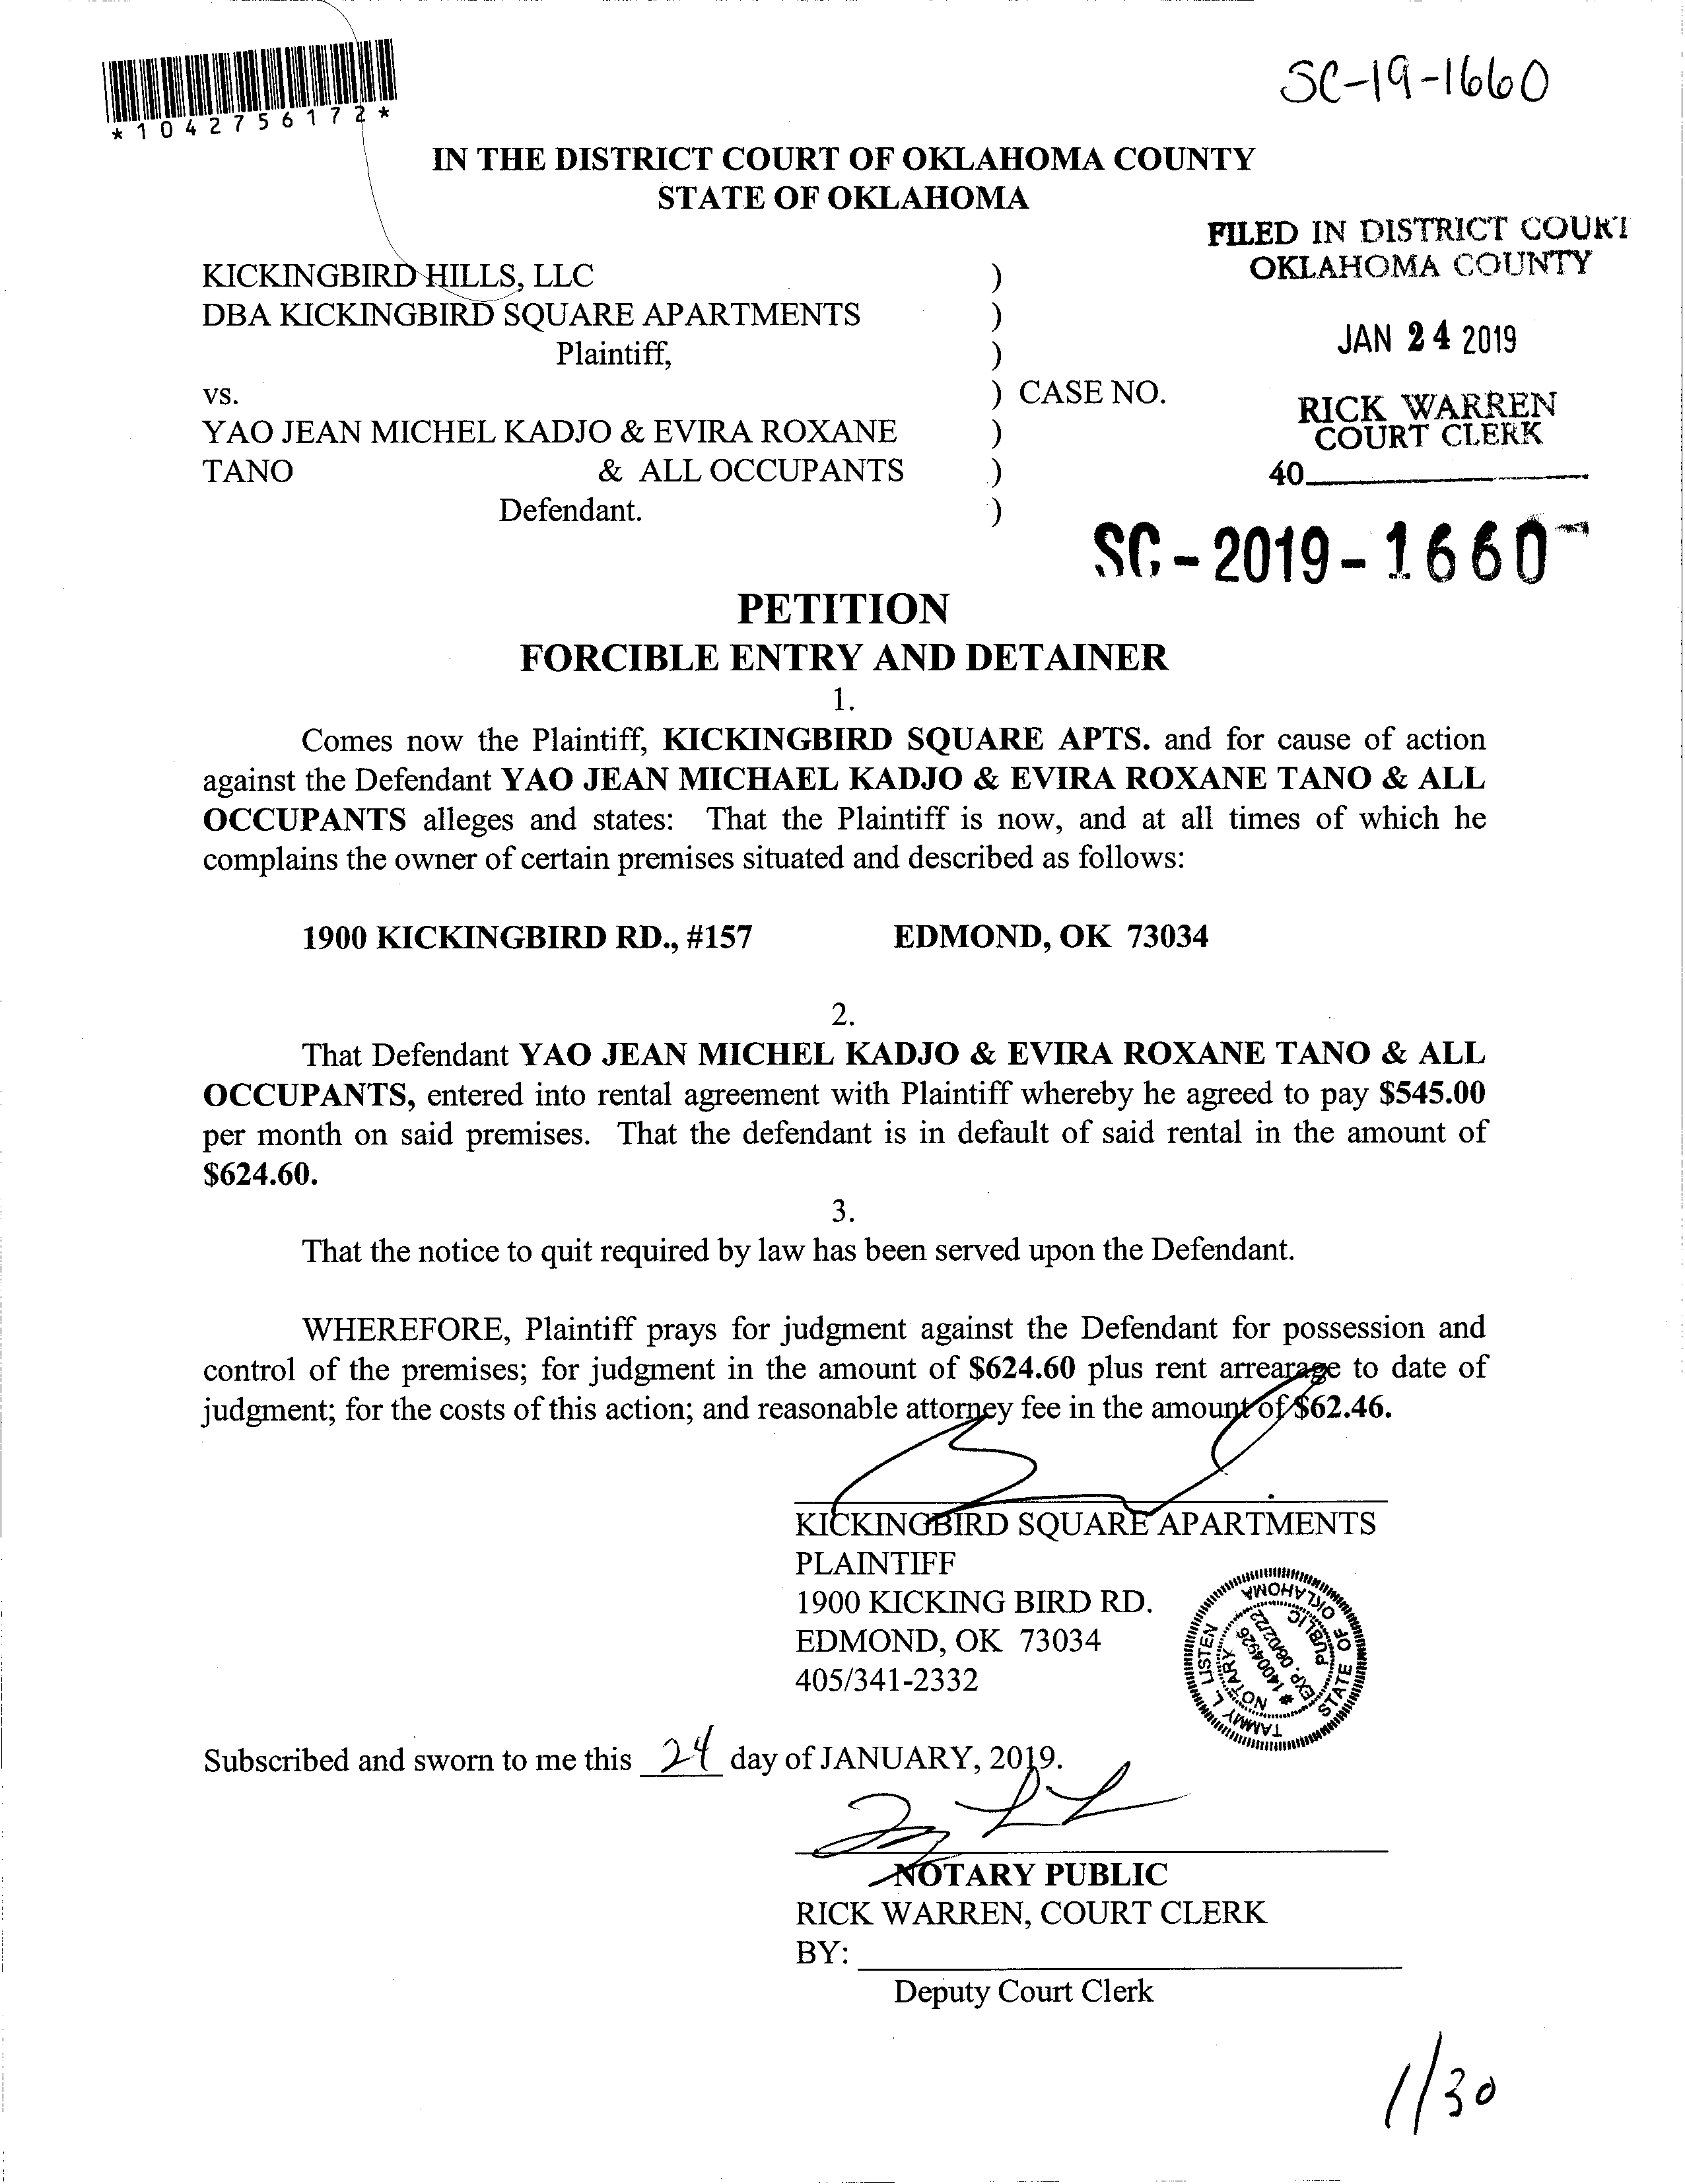 SC-19-1660
*1042756172*
IN THE DISTRICT COURT OF OKLAHOMA COUNTY
STATE OF OKLAHOMA
FILED IN DISTRICT COURT
OKLAHOMA COUNTY
JAN 24 2019
RICK WARREN
COURT CLERK
40
KICKINGBIRD HILLS, LLC )
DBA KICKINGBIRD SQUARE APARTMENTS )
Plaintiff, )
vs. ) CASE NO.
YAO JEAN MICHEL KADJO & EVIRA ROXANE )
TANO & ALL OCCUPANTS )
Defendant. )
SC-2019-1660
PETITION
FORCIBLE ENTRY AND DETAINER
1.
Comes now the Plaintiff, KICKINGBIRD SQUARE APTS. and for cause of action
against the Defendant YAO JEAN MICHAEL KADJO & EVIRA ROXANE TANO & ALL
OCCUPANTS alleges and states: That the Plaintiff is now, and at all times of which he
complains the owner of certain premises situated and described as follows:
1900 KICKINGBIRD RD., #157 EDMOND, OK 73034
2.
That Defendant YAO JEAN MICHEL KADJO & EVIRA ROXANE TANO & ALL
OCCUPANTS, entered into rental agreement with Plaintiff whereby he agreed to pay $545.00
per month on said premises. That the defendant is in default of said rental in the amount of
$624.60.
3.
That the notice to quit required by law has been served upon the Defendant.
WHEREFORE, Plaintiff prays for judgment against the Defendant for possession and
control of the premises; for judgment in the amount of $624.60 plus rent arrearage to date of
judgment; for the costs of this action; and reasonable attorney fee in the amount of $62.46.
KICKINGBIRD SQUARE APARTMENTS
PLAINTIFF
1900 KICKING BIRD RD.
EDMOND, OK 73034
405/341-2332
TAMMY L. LISTEN
STATE OF OKLAHOMA
NOTARY PUBLIC
# 14004926
EXP. 06/02/22
Subscribed and sworn to me this 24 day of JANUARY, 2019.
NOTARY PUBLIC
RICK WARREN, COURT CLERK
BY:
Deputy Court Clerk
1/30